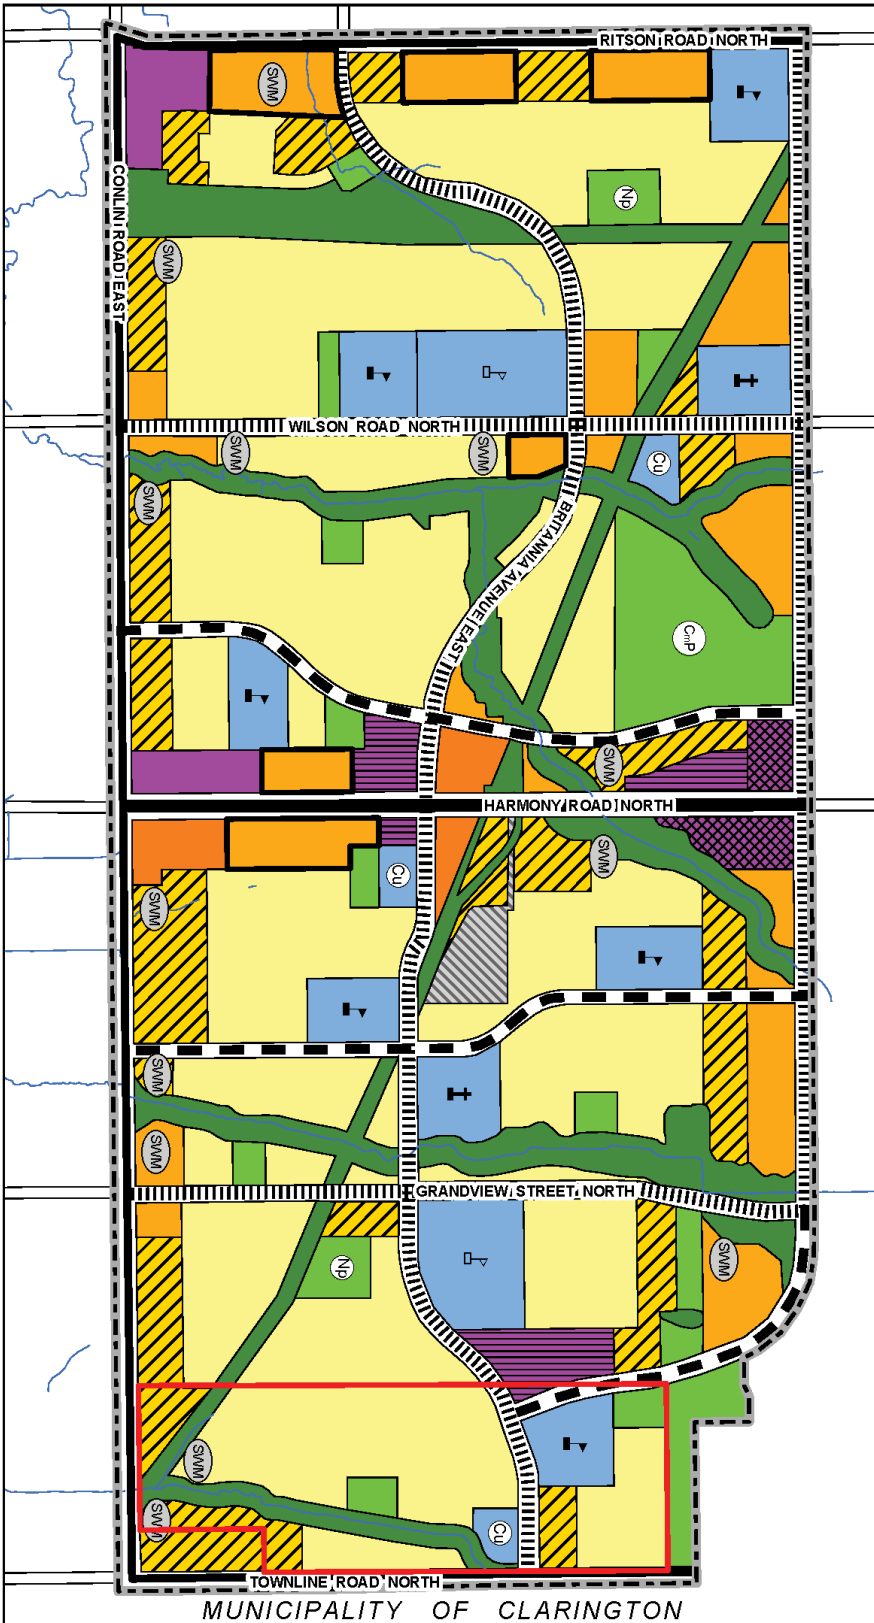 RITSON ROAD NORTH
SWM
CONLIN ROAD EAST
Np
SWM
WILSON ROAD NORTH
SWM
SWM
Cu
SWM
BRITANNIA AVENUE EAST
CmP
SWM
HARMONY ROAD NORTH
SWM
Cu
SWM
SWM
SWM
GRANDVIEW STREET NORTH
SWM
Np
SWM
SWM
Cu
TOWNLINE ROAD NORTH
MUNICIPALITY OF CLARINGTON